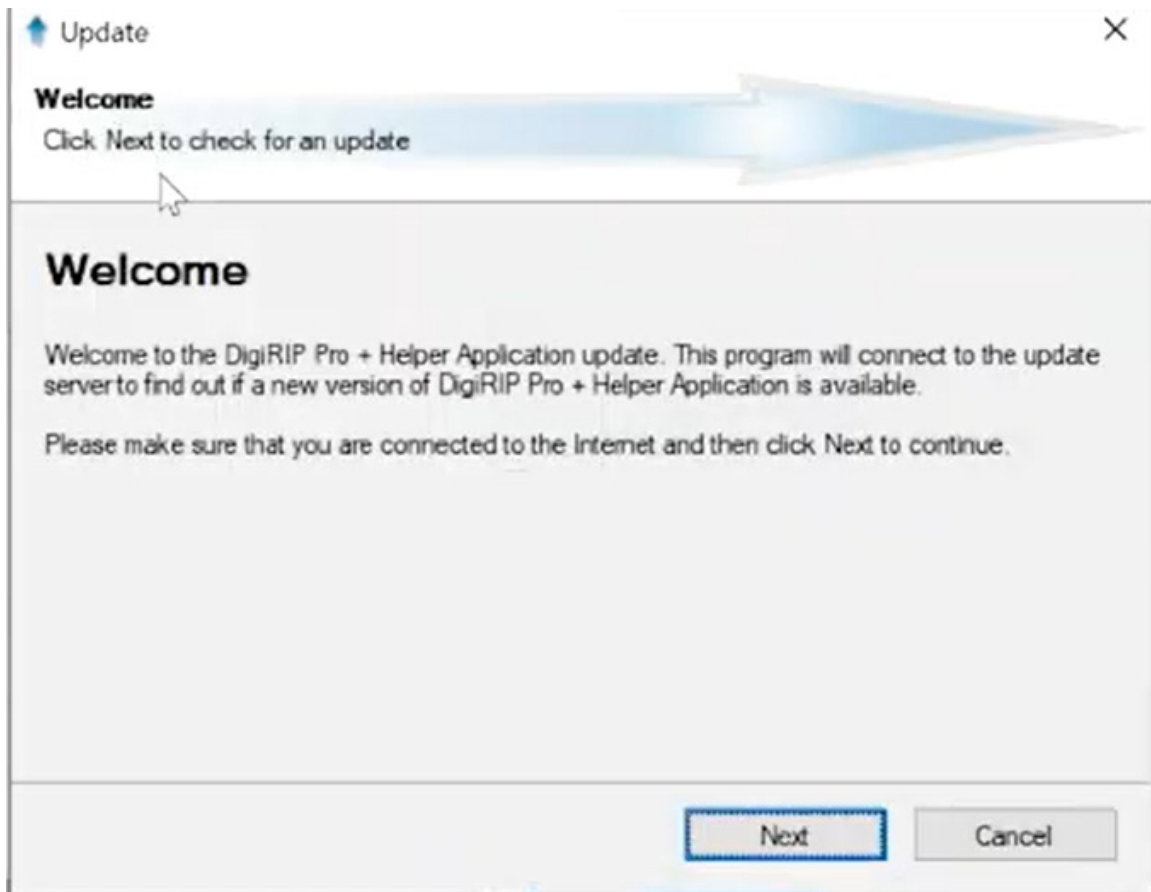 Update
Welcome
Click Next to check for an update
Welcome
Welcome to the DigiRIP Pro + Helper Application update. This program will connect to the update
server to find out if a new version of DigiRIP Pro + Helper Application is available.
Please make sure that you are connected to the Internet and then click Next to continue.
Next
Cancel